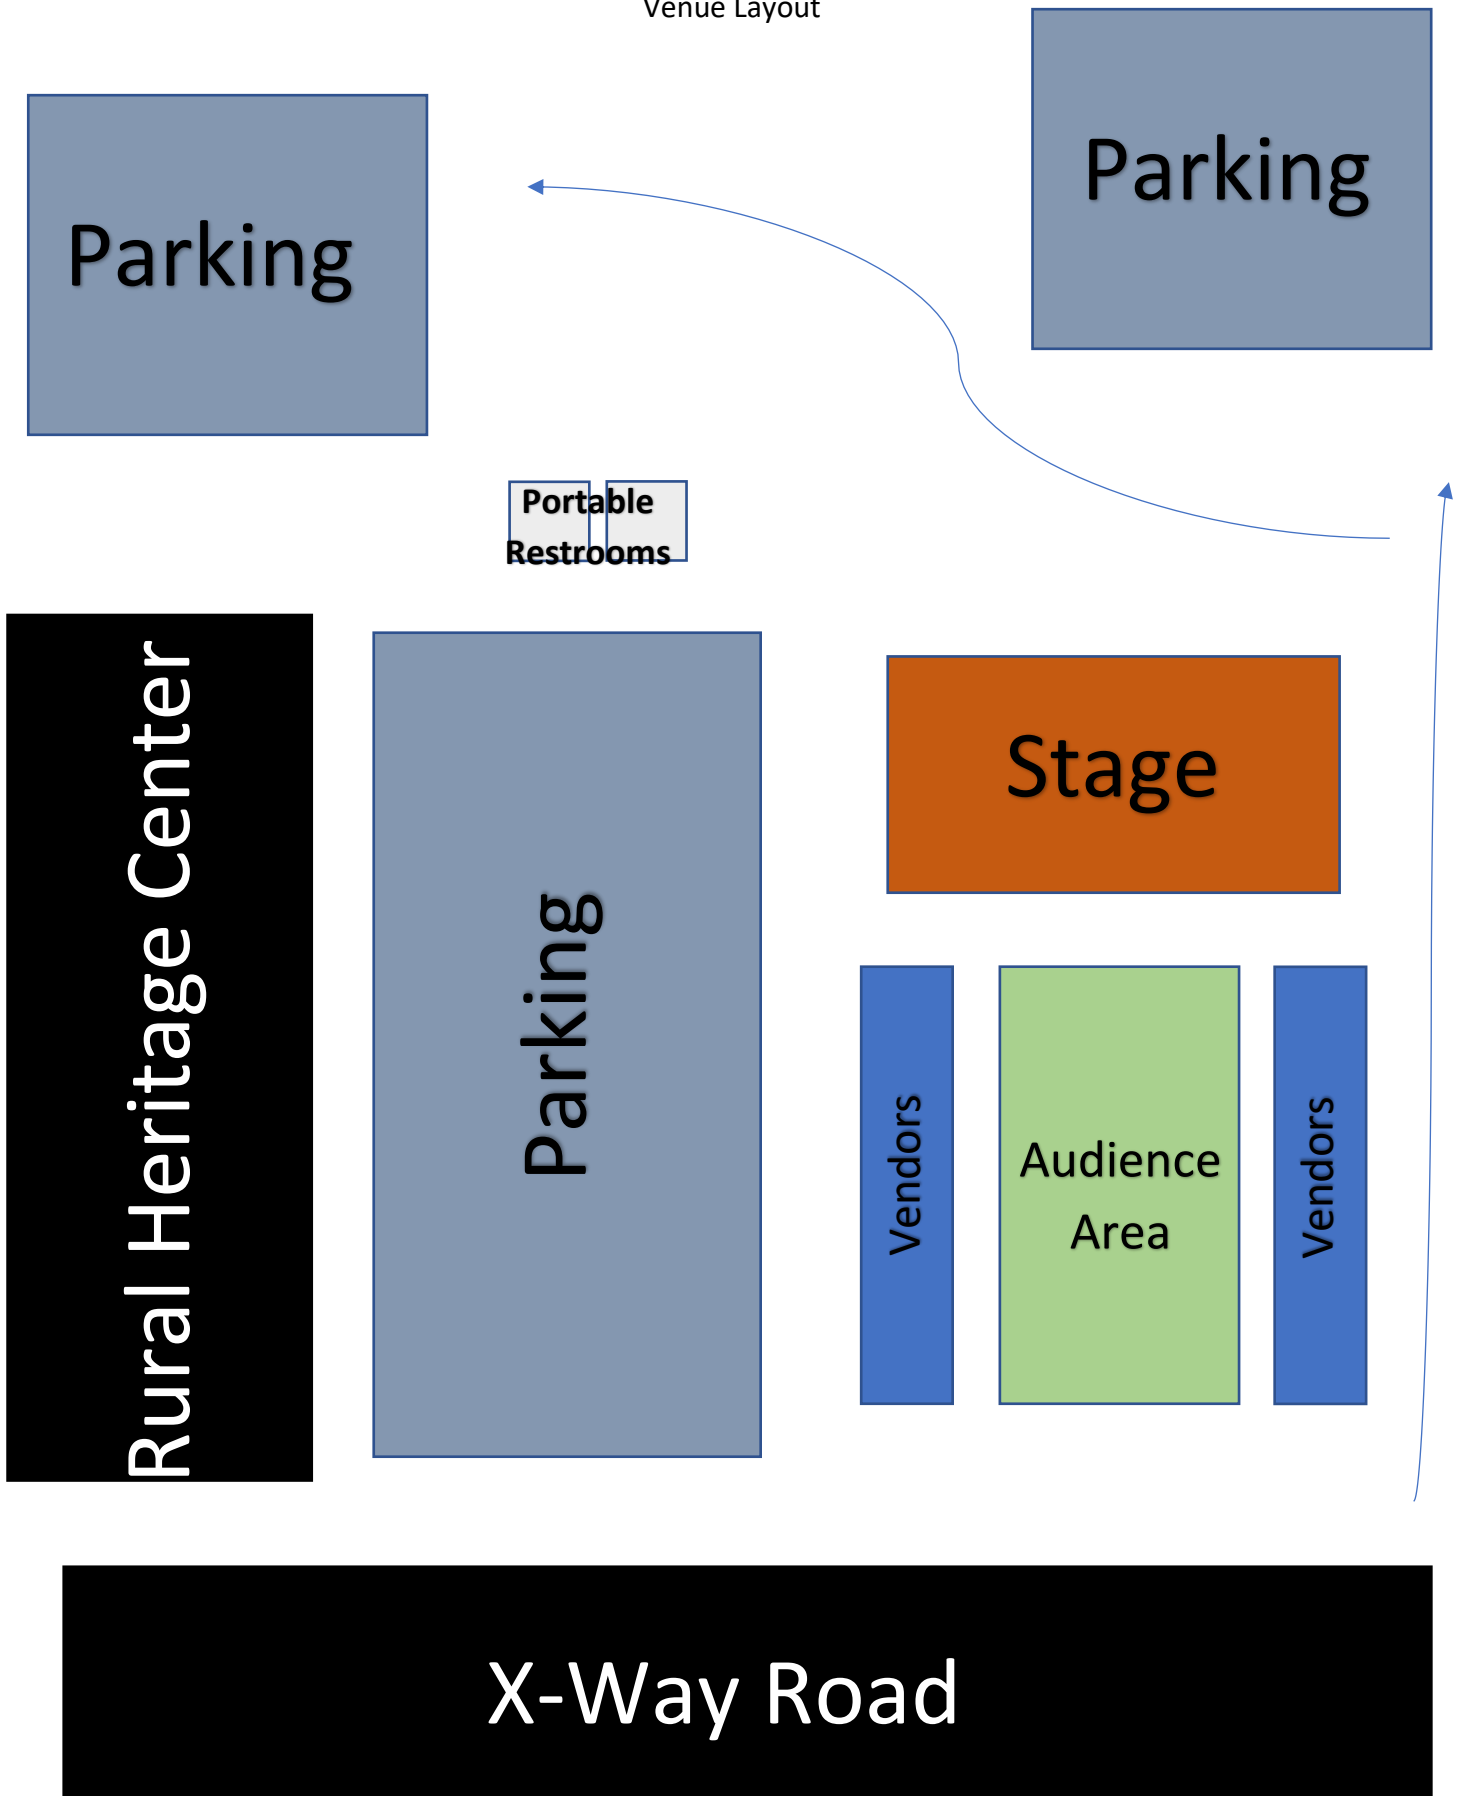 Venue Layout
Parking
Parking
Portable
Restrooms
Rural Heritage Center
Parking
Stage
Vendors
Audience
Area
Vendors
X-Way Road